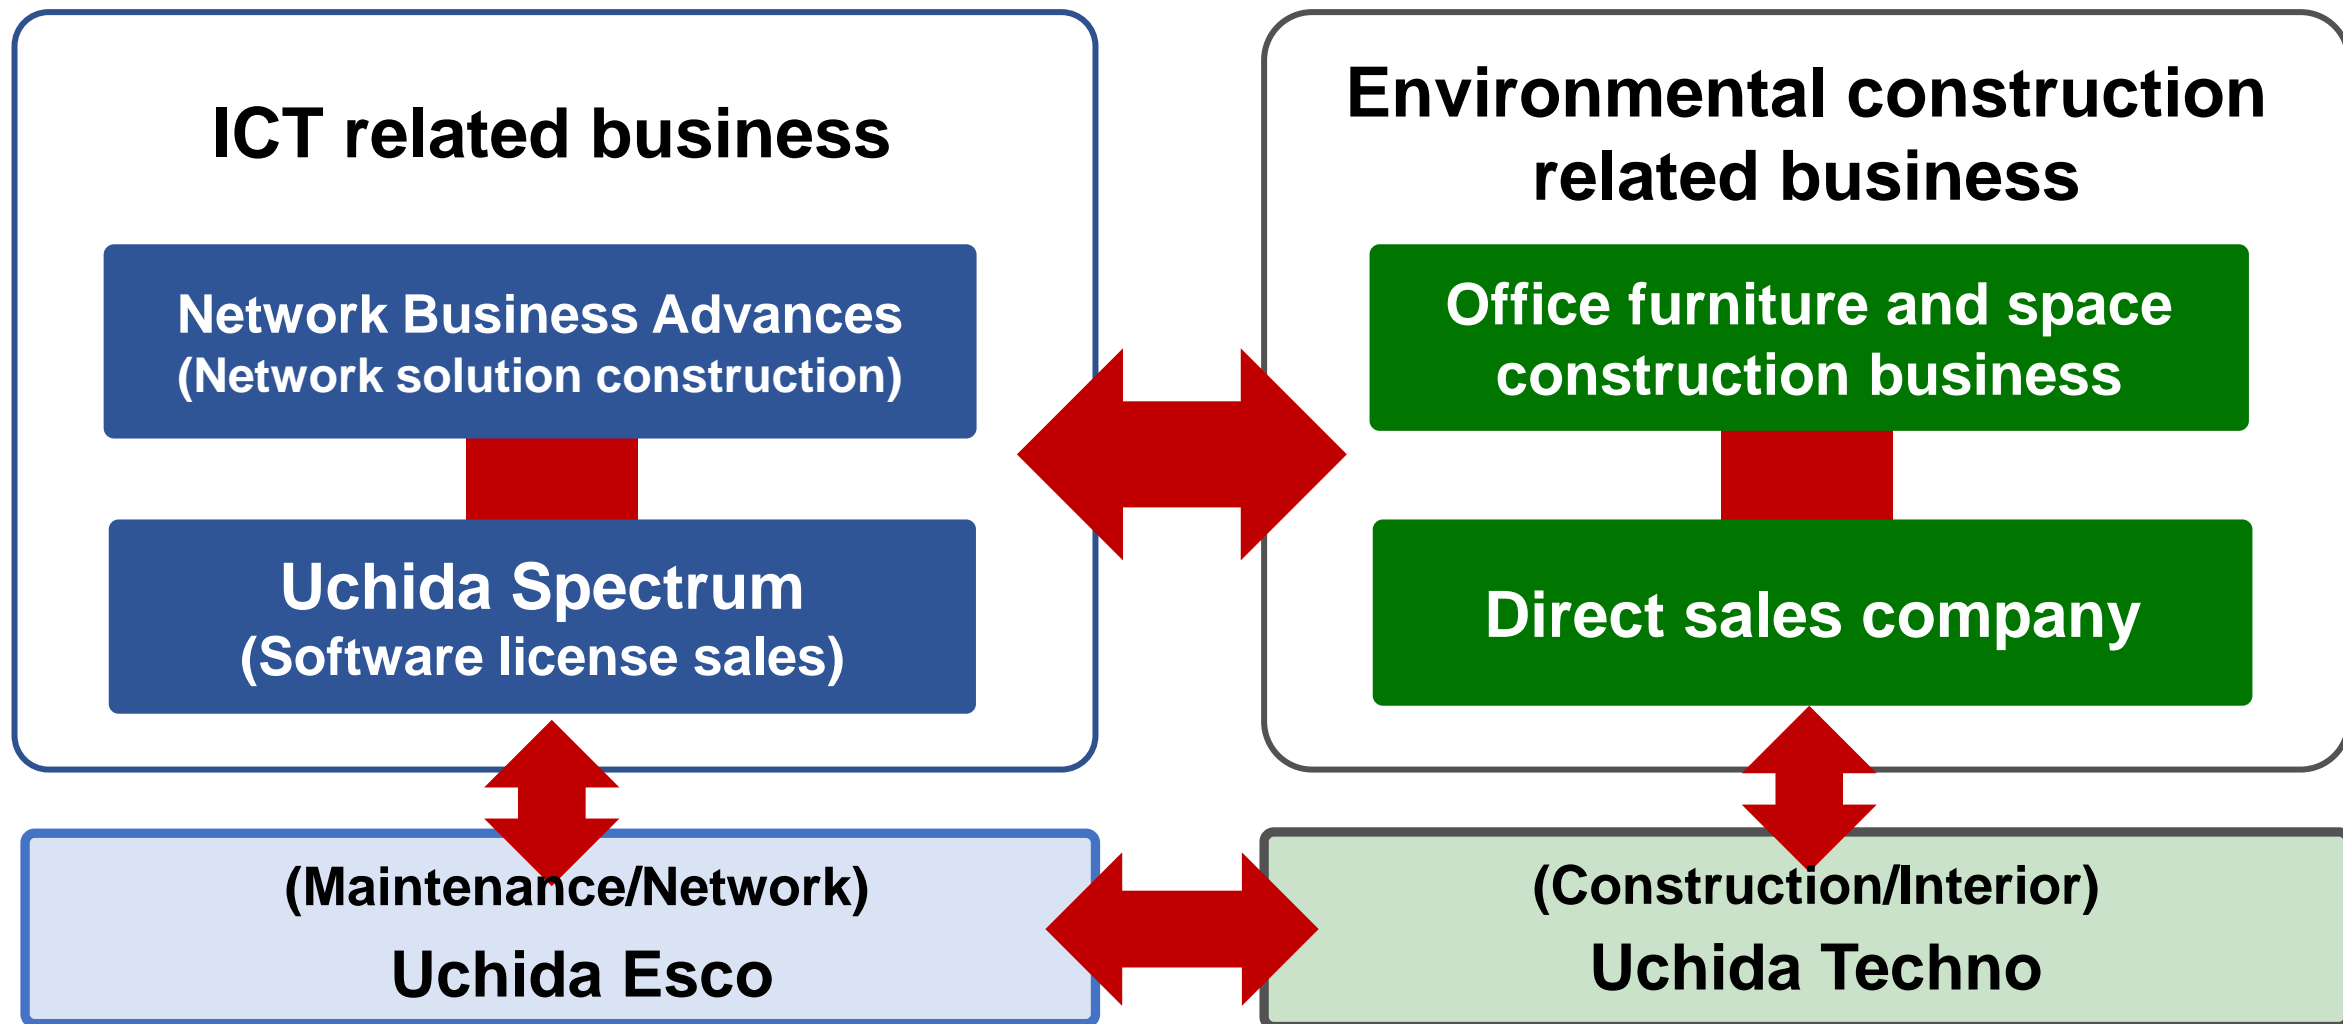 ICT related business
Network Business Advances
(Network solution construction)
Uchida Spectrum
(Software license sales)
(Maintenance/Network)
Uchida Esco
Environmental construction
related business
Office furniture and space
construction business
Direct sales company
(Construction/Interior)
Uchida Techno